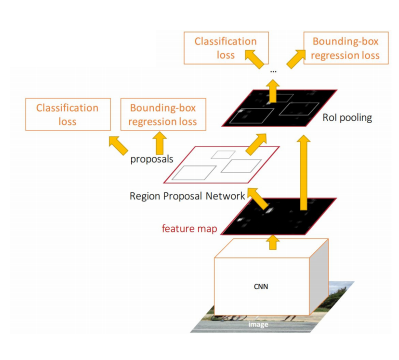 Classification
loss
Bounding-box
regression loss
...
Classification
loss
Bounding-box
regression loss
RoI pooling
proposals
Region Proposal Network
feature map
CNN
image